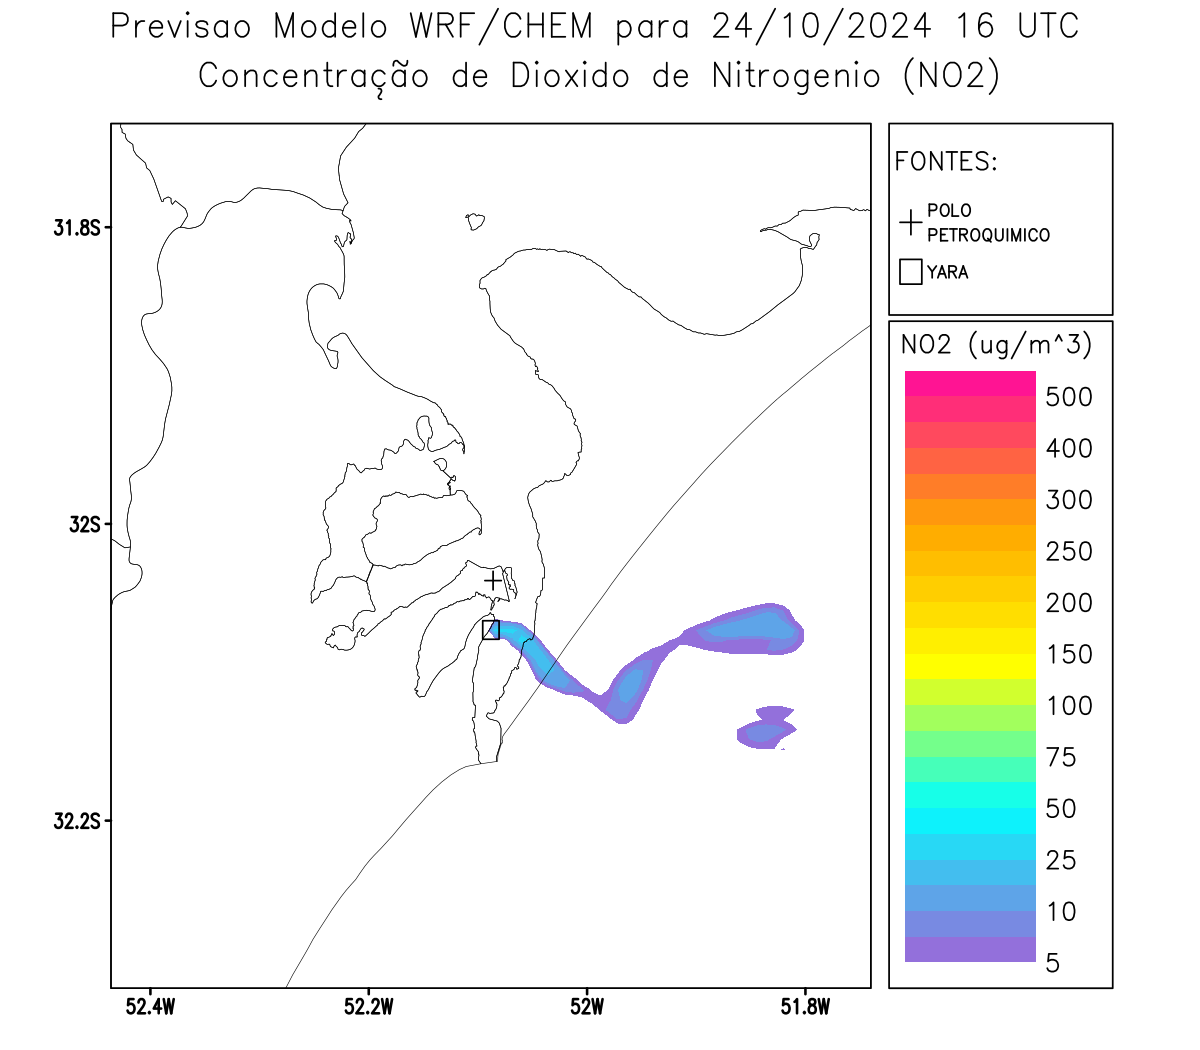 Previsao Modelo WRF/CHEM para 24/10/2024 16 UTC
Concentração de Dioxido de Nitrogenio (NO2)
FONTES:
POLO
PETROQUIMICO
YARA
31.8S
32S
32.2S
52.4W
52.2W
52W
51.8W
NO2 (ug/m^3)
500
400
300
250
200
150
100
75
50
25
10
5